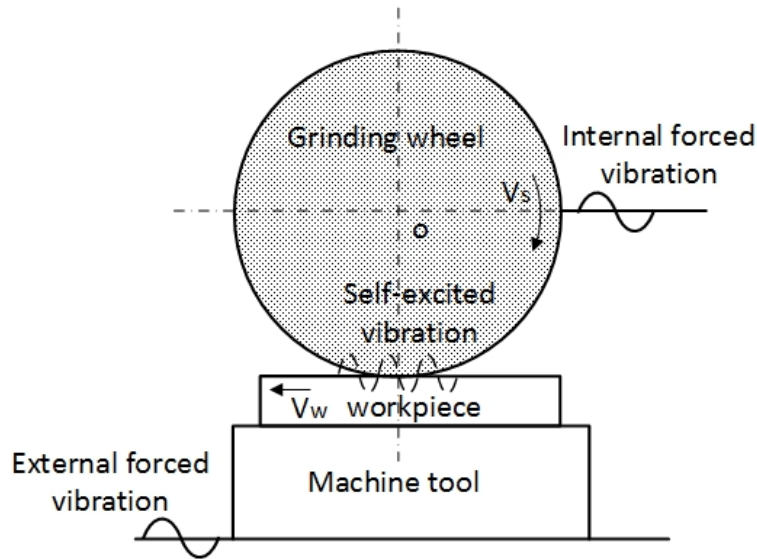 Grinding wheel
Internal forced
vibration
Vs
o
Self-excited
vibration
Vw
workpiece
External forced
vibration
Machine tool